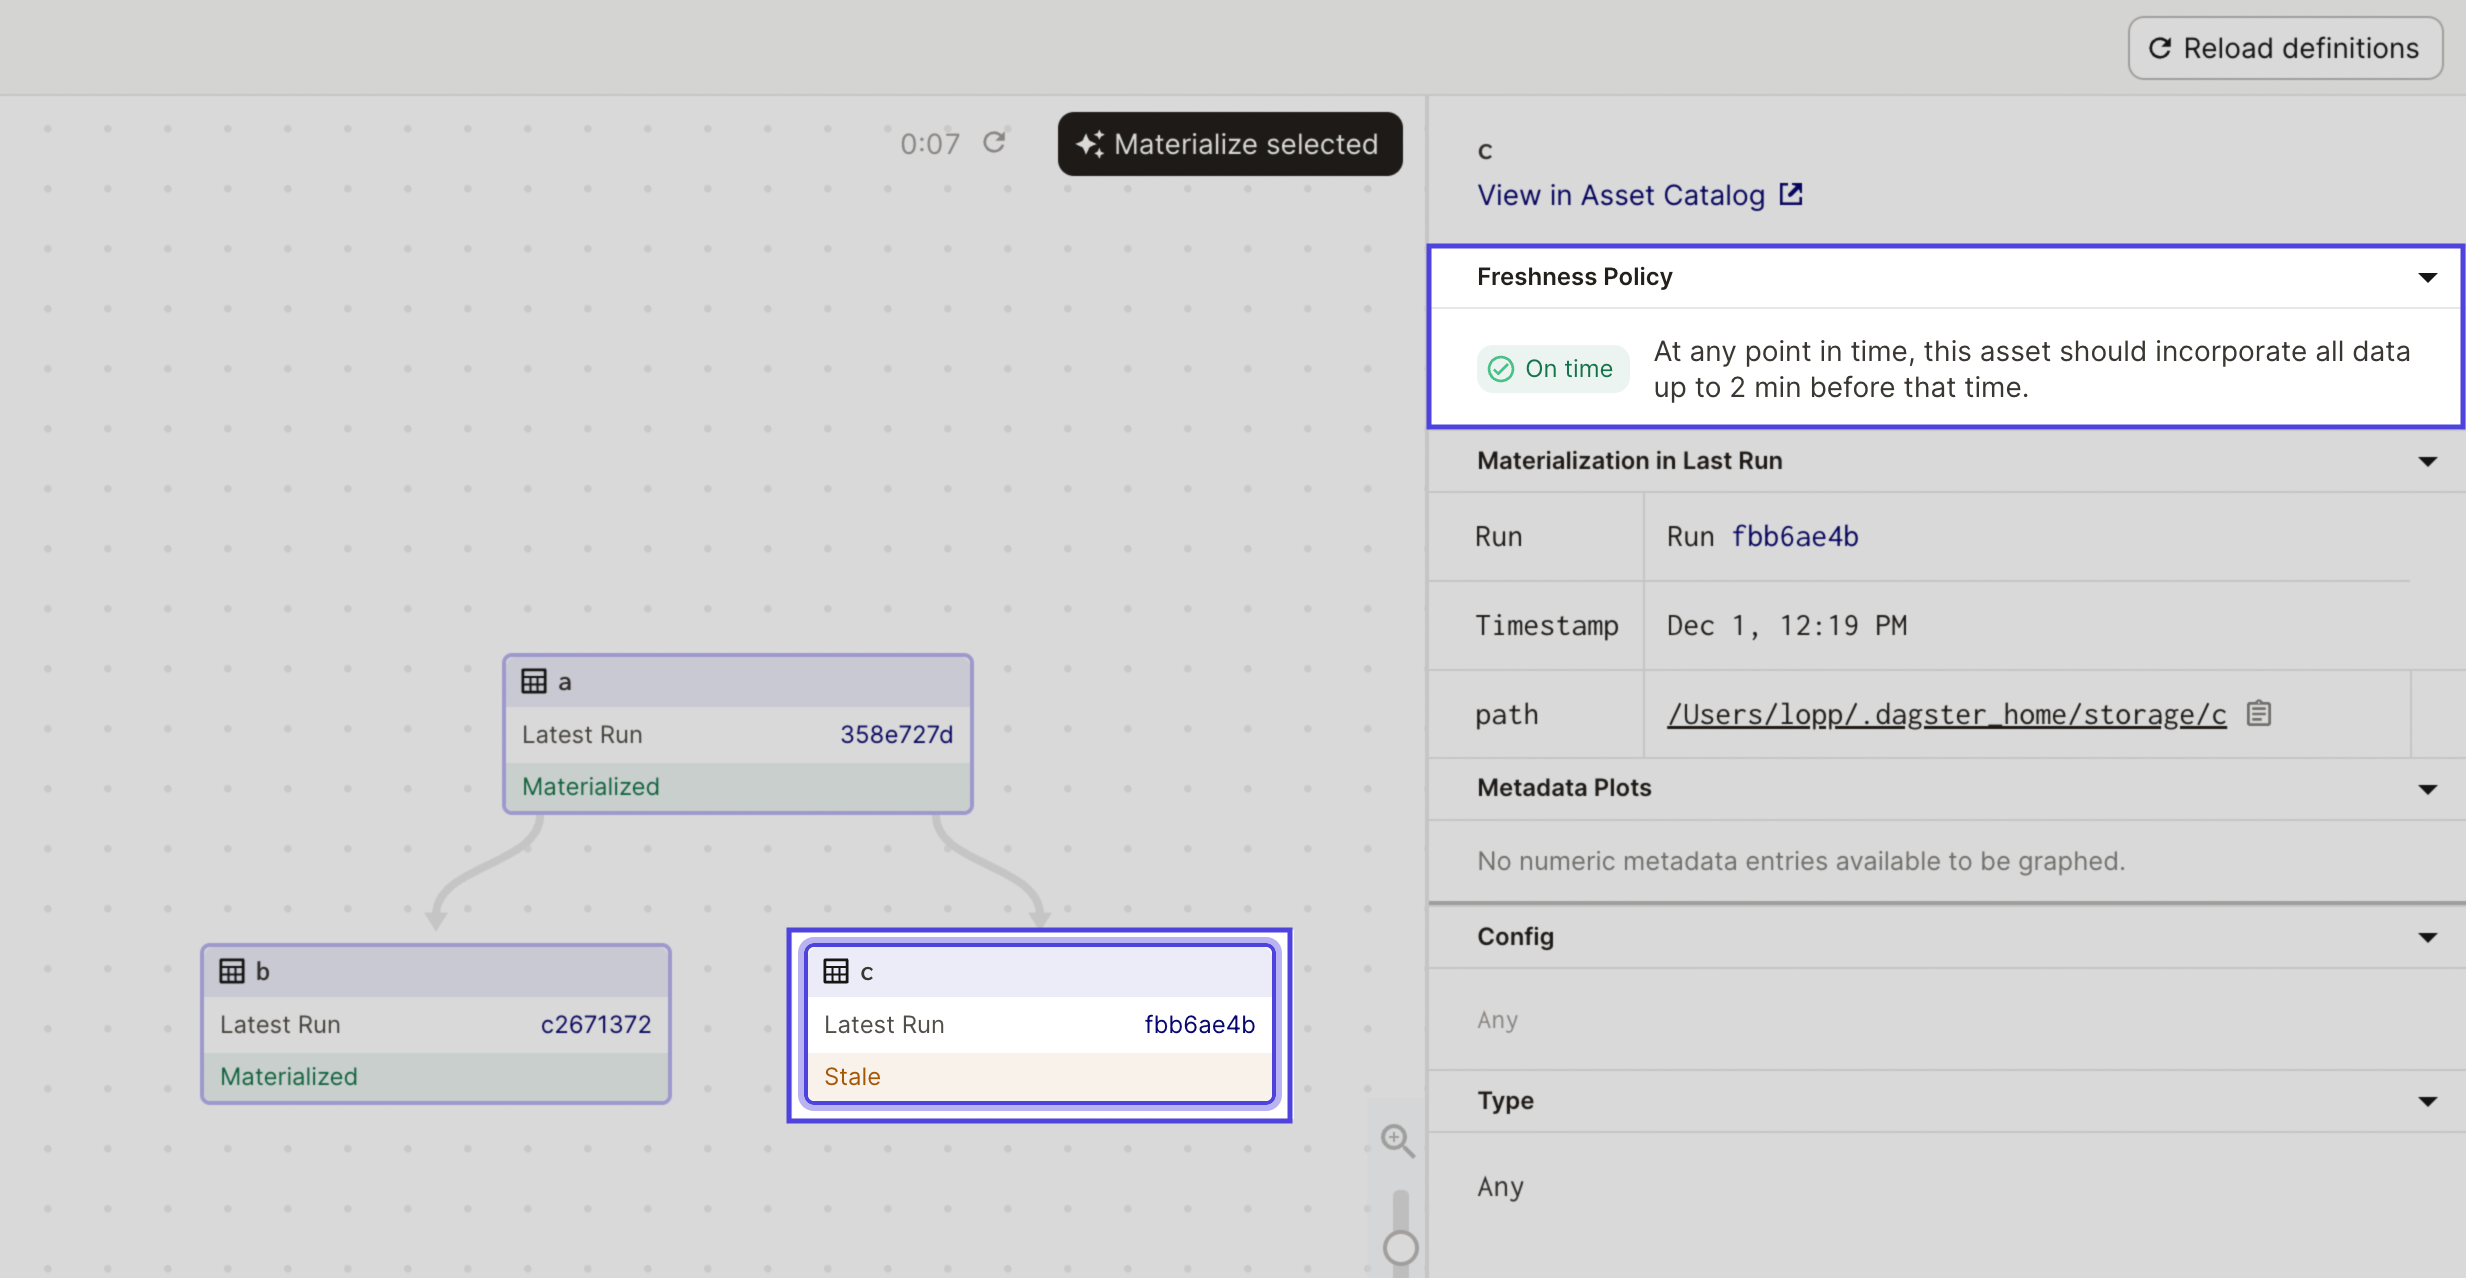 Reload definitions
0:07
Materialize selected
a
Latest Run 358e727d
Materialized
b
Latest Run c2671372
Materialized
c
Latest Run fbb6ae4b
Stale
c
View in Asset Catalog
Freshness Policy
On time
At any point in time, this asset should incorporate all data
up to 2 min before that time.
Materialization in Last Run
Run Run fbb6ae4b
Timestamp Dec 1, 12:19 PM
path /Users/lopp/.dagster_home/storage/c
Metadata Plots
No numeric metadata entries available to be graphed.
Config
Any
Type
Any